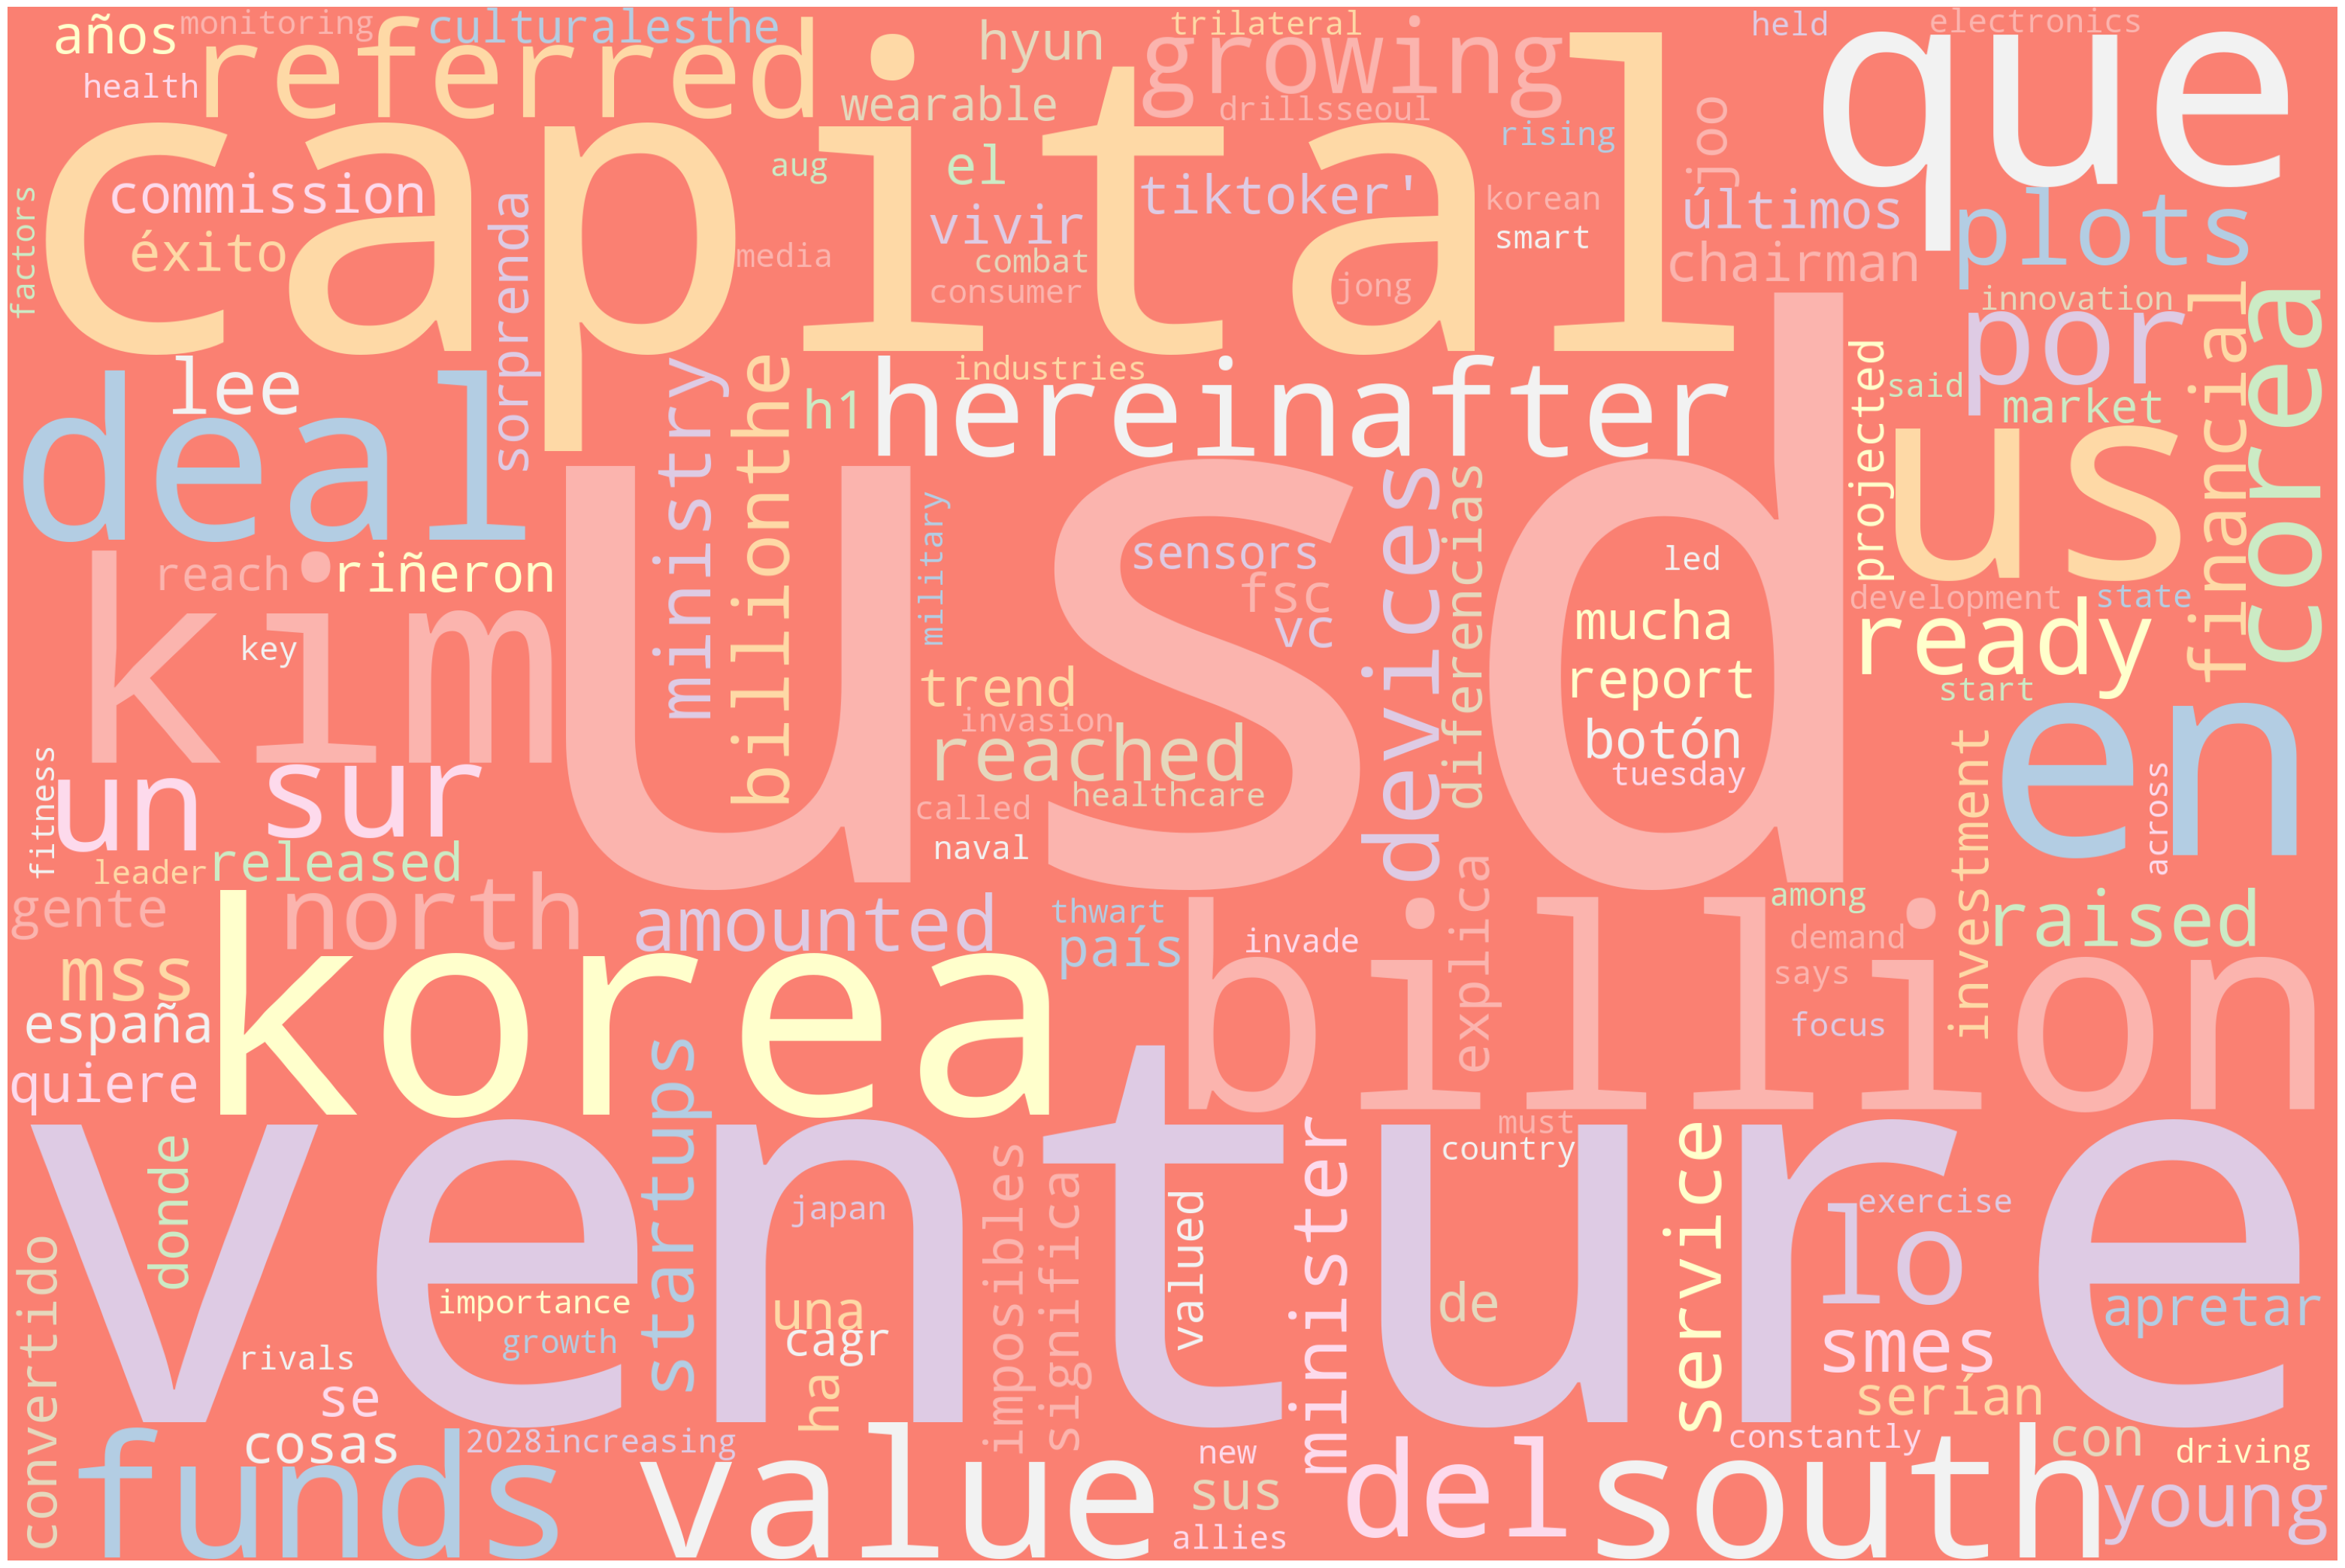 años
monitoring
culturalesthe
trilateral
held
electronics
health
referred
hyun
growing
que
wearable
drillsseoul
joo
rising
capital
aug
el
factors
commission
sorprenda
tiktoker'
korean
últimos
plots
éxito
vivir
smart
media
combat
chairman
consumer
jong
innovation
por
financial
corea
lee
ministry
billionthe
industries
hereinafter
projected
said
market
deal
h1
us
usd
devices
diferencias
military
sensors
led
reach
riñeron
fsc
development
state
kim
key
vc
mucha
ready
trend
report
start
invasion
reached
botón
tuesday
en
fitness
un
sur
called
healthcare
investment
across
naval
leader
released
explica
among
gente
north
amounted
thwart
país
invade
billion
demand
raised
mss
korea
says
españa
focus
quiere
startups
venture
must
country
minister
service
donde
imposibles
significa
japan
valued
exercise
lo
convertido
importance
una
de
apretar
growth
cagr
smes
rivals
ha
se
serían
funds
cosas
2028increasing
value
new
del
south
constantly
con
driving
sus
young
allies